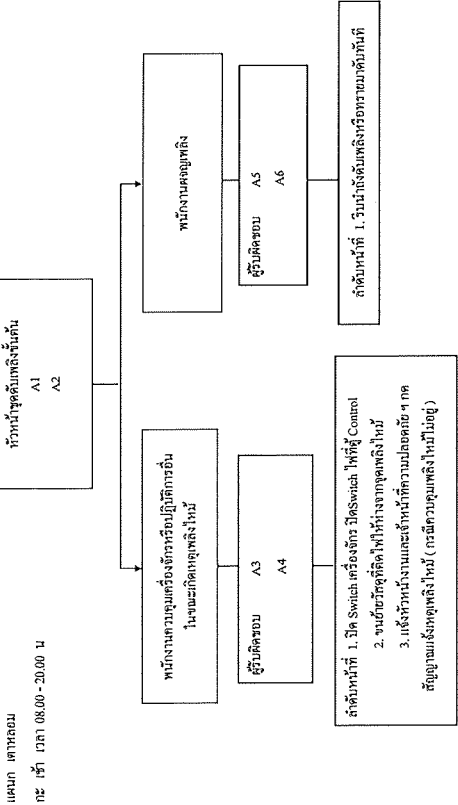 แผนก เตาหลอม
กะ เช้า เวลา 08.00 - 20.00 น
หัวหน้าชุดดับเพลิงขั้นต้น
A1
A2
พนักงานควบคุมเครื่องจักรหรือปฏิบัติการอื่น
ในขณะเกิดเหตุเพลิงไหม้
ผู้รับผิดชอบ A3
A4
ลำดับหน้าที่ 1. ปิด Switch เครื่องจักร ปิดSwitch ไฟที่ตู้ Control
2. ขนย้ายวัสดุที่ติดไฟให้ห่างจากจุดเพลิงไหม้
3. แจ้งหัวหน้างานและเจ้าหน้าที่ความปลอดภัย ฯ กด
สัญญาณแจ้งเหตุเพลิงไหม้ ( กรณีควบคุมเพลิงไหม้ไม่อยู่ )
พนักงานผจญเพลิง
ผู้รับผิดชอบ A5
A6
ลำดับหน้าที่ 1. รีบนำถังดับเพลิงหรือทรายมาดับทันที